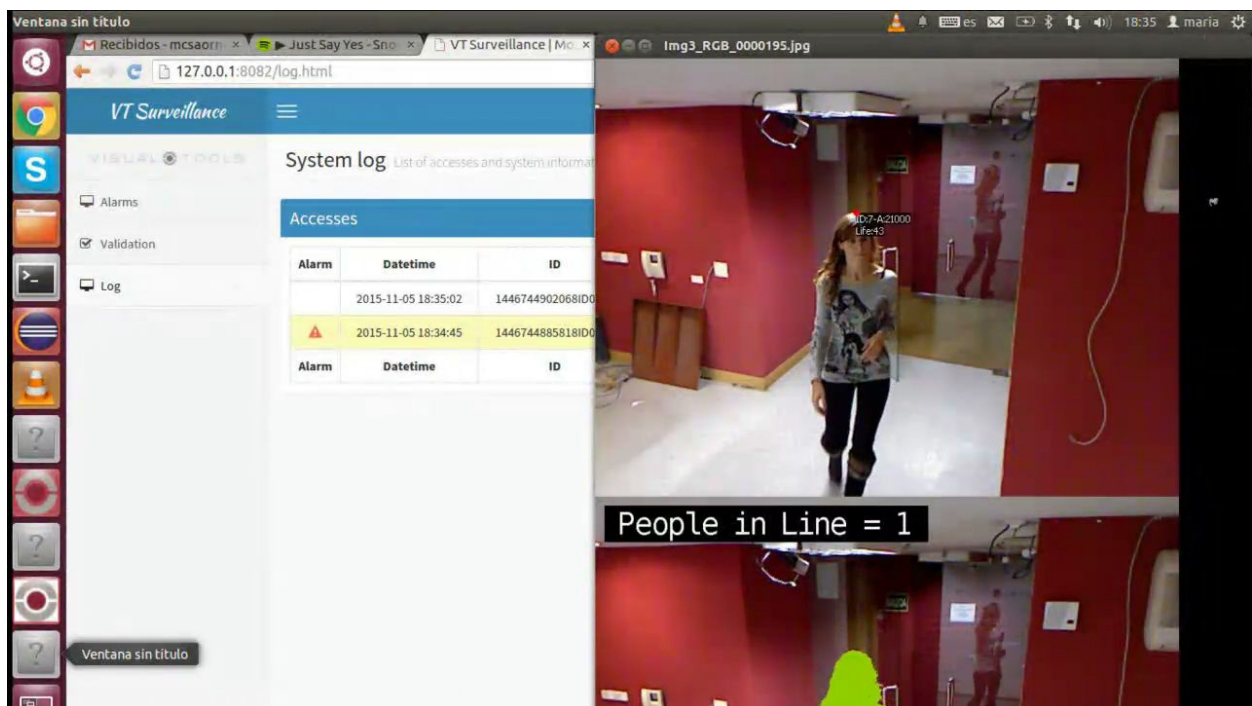 Ventana sin título
es
18:35
maria
Recibidos - mcsaorn
Just Say Yes - Sno
VT Surveillance | Mo
Img3_RGB_0000195.jpg
127.0.0.1:8082/log.html
VT Surveillance
VISUAL TOOLS
System log List of accesses and system informat
Alarms
Validation
Log
Accesses
Alarm Datetime ID
2015-11-05 18:35:02 1446744902068ID0
2015-11-05 18:34:45 1446744885818ID0
Alarm Datetime ID
ID:7-A:21000
Life:43
People in Line = 1
Ventana sin título